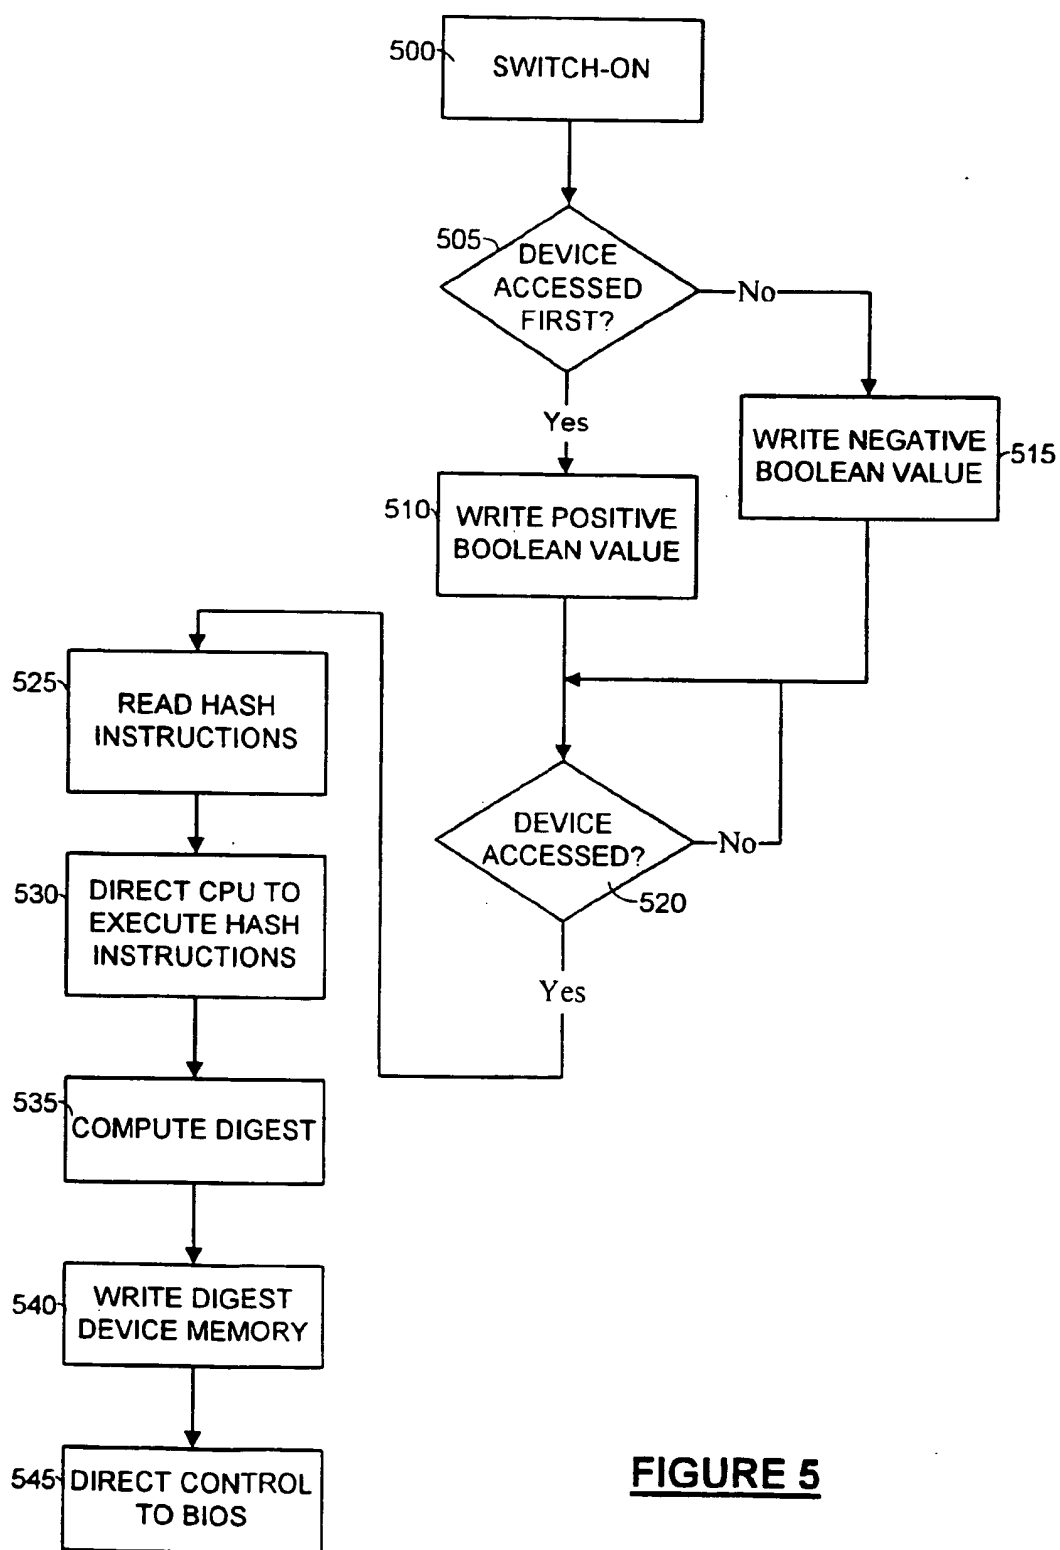 500
SWITCH-ON
505
DEVICE
ACCESSED
FIRST?
No
Yes
WRITE NEGATIVE
BOOLEAN VALUE
515
510
WRITE POSITIVE
BOOLEAN VALUE
525
READ HASH
INSTRUCTIONS
DEVICE
ACCESSED?
No
520
Yes
530
DIRECT CPU TO
EXECUTE HASH
INSTRUCTIONS
535
COMPUTE DIGEST
540
WRITE DIGEST
DEVICE MEMORY
545
DIRECT CONTROL
TO BIOS
FIGURE 5